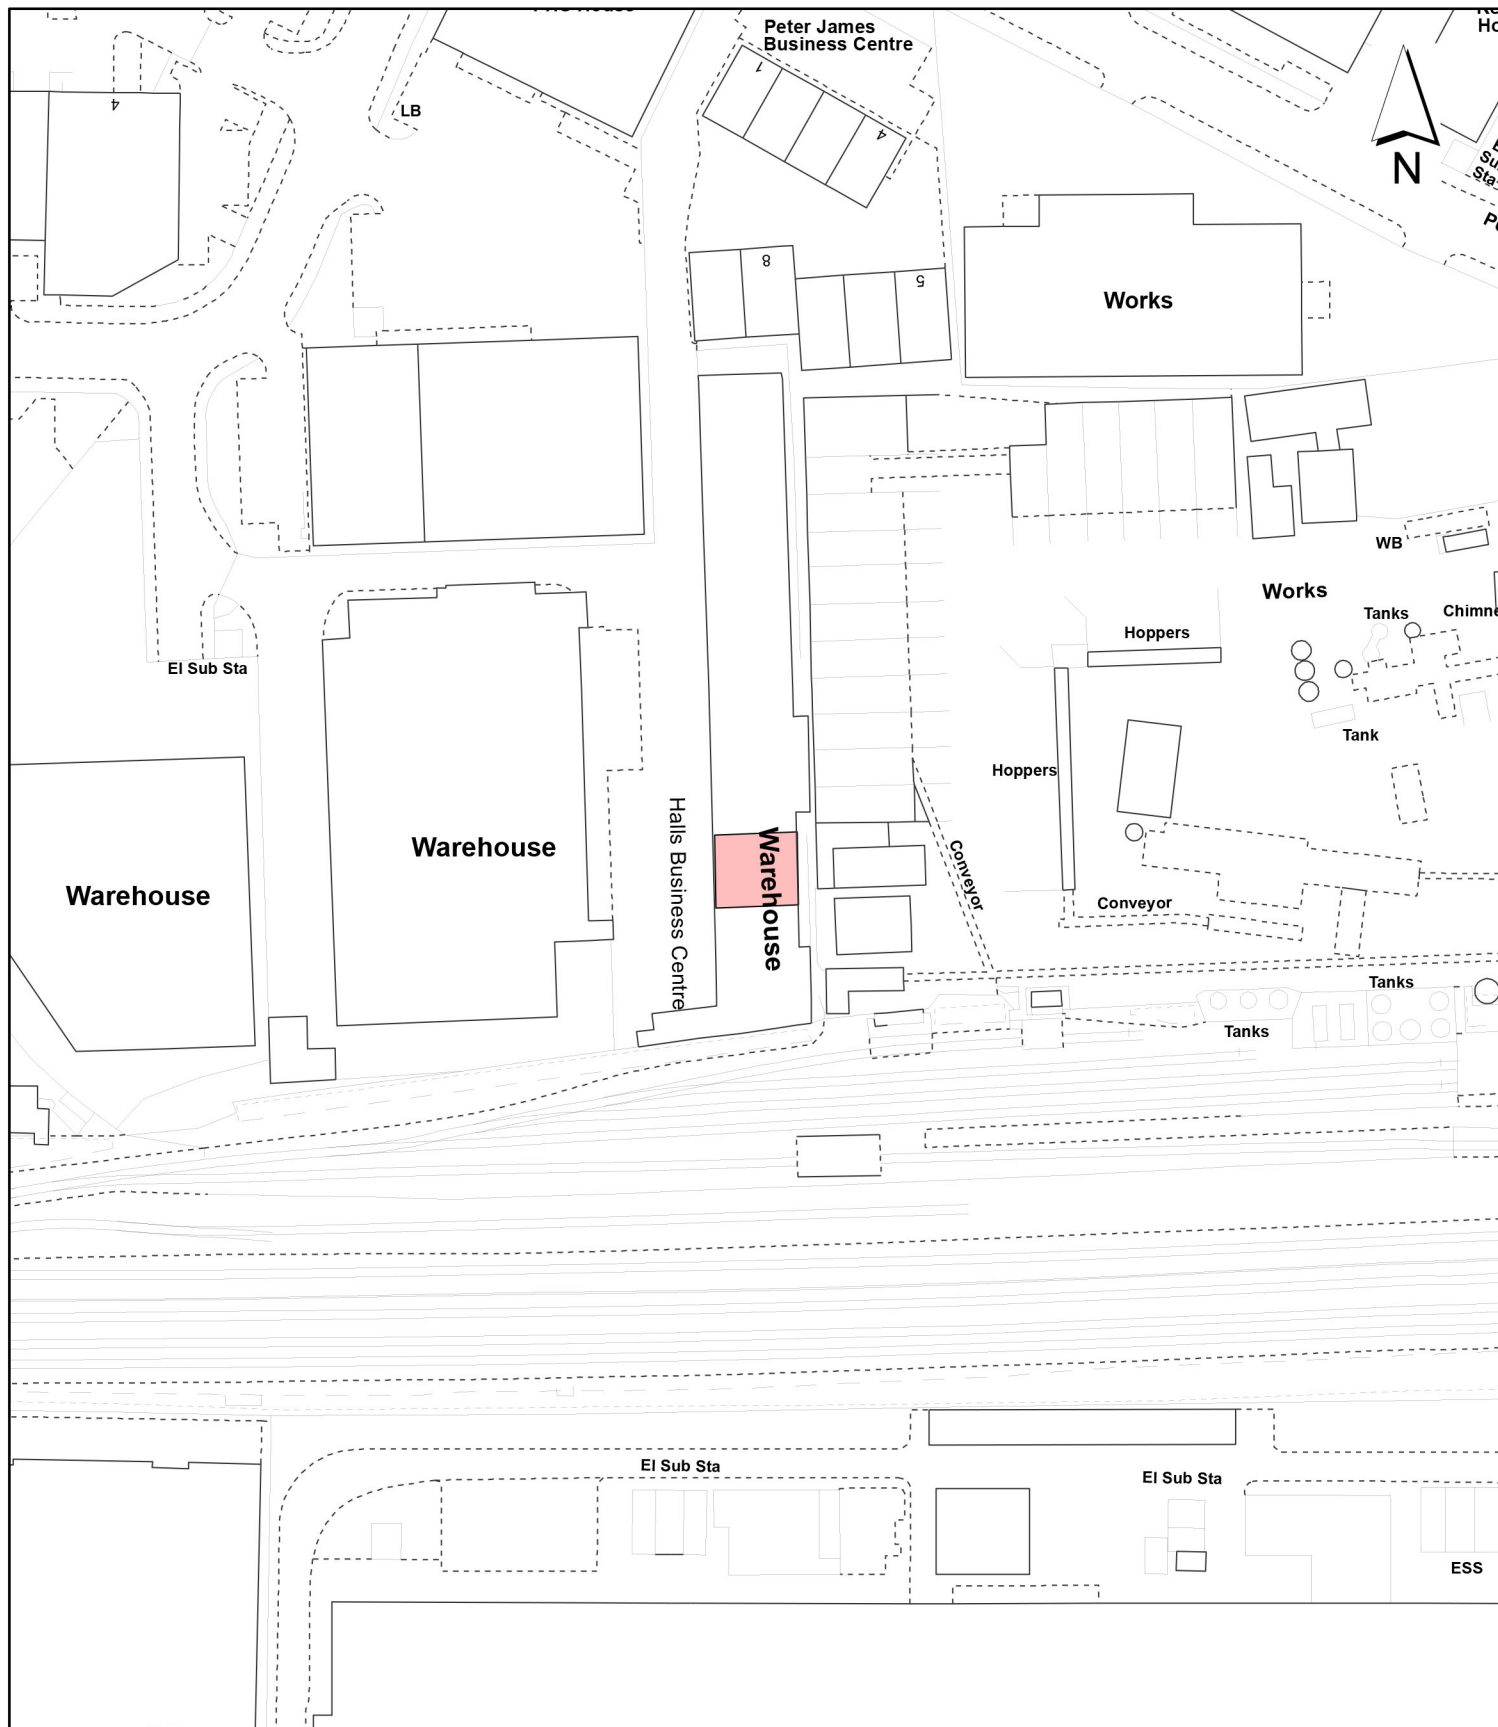 Peter James
Business Centre
1
4
LB
4
N
8
5
Works
WB
Works
Tanks
Hoppers
El Sub Sta
Tank
Hoppers
Halls Business Centre
Warehouse
Warehouse
Conveyor
Warehouse
Conveyor
Tanks
Tanks
El Sub Sta
El Sub Sta
ESS